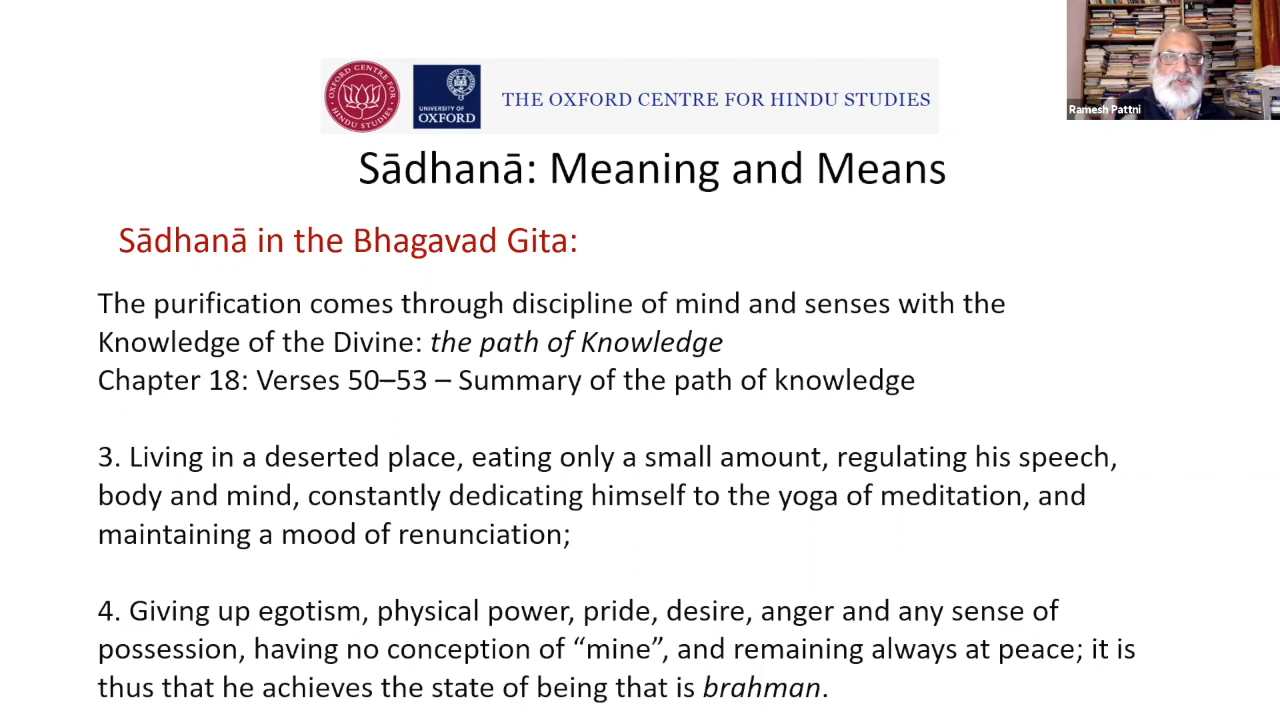 OXFORD CENTRE FOR HINDU STUDIES
UNIVERSITY OF
OXFORD
THE OXFORD CENTRE FOR HINDU STUDIES
Ramesh Pattni
Sādhanā: Meaning and Means
Sādhanā in the Bhagavad Gita:
The purification comes through discipline of mind and senses with the
Knowledge of the Divine: the path of Knowledge
Chapter 18: Verses 50–53 – Summary of the path of knowledge
3. Living in a deserted place, eating only a small amount, regulating his speech,
body and mind, constantly dedicating himself to the yoga of meditation, and
maintaining a mood of renunciation;
4. Giving up egotism, physical power, pride, desire, anger and any sense of
possession, having no conception of “mine”, and remaining always at peace; it is
thus that he achieves the state of being that is brahman.